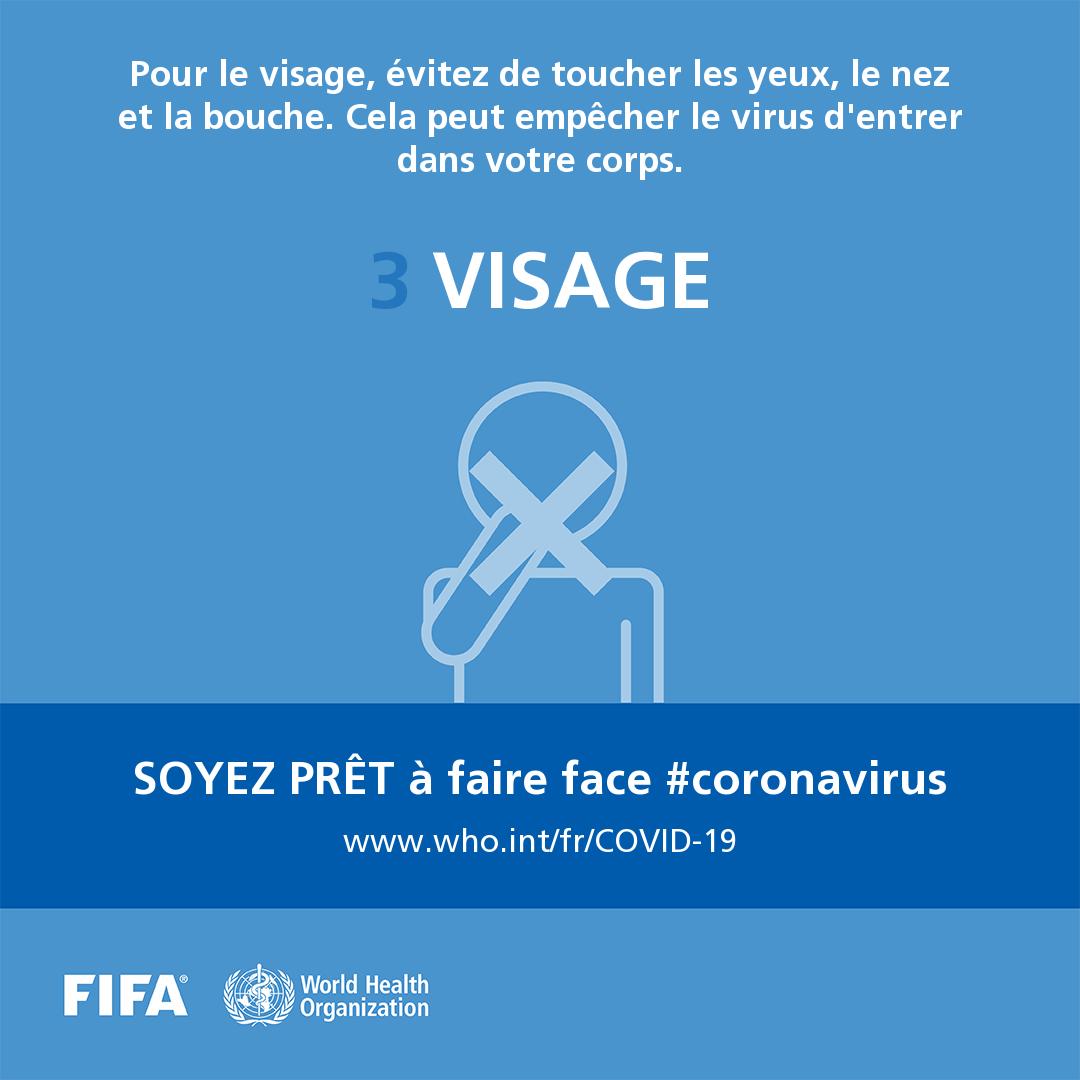 Pour le visage, évitez de toucher les yeux, le nez
et la bouche. Cela peut empêcher le virus d'entrer
dans votre corps.
3 VISAGE
SOYEZ PRÊT à faire face #coronavirus
www.who.int/fr/COVID-19
FIFA®
World Health
Organization